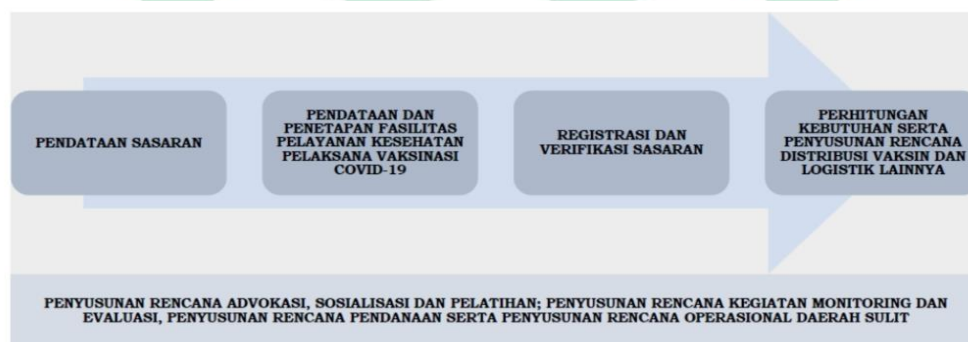 PENDATAAN SASARAN
PENDATAAN DAN
PENETAPAN FASILITAS
PELAYANAN KESEHATAN
PELAKSANA VAKSINASI
COVID-19
REGISTRASI DAN
VERIFIKASI SASARAN
PERHITUNGAN
KEBUTUHAN SERTA
PENYUSUNAN RENCANA
DISTRIBUSI VAKSIN DAN
LOGISTIK LAINNYA
PENYUSUNAN RENCANA ADVOKASI, SOSIALISASI DAN PELATIHAN; PENYUSUNAN RENCANA KEGIATAN MONITORING DAN
EVALUASI, PENYUSUNAN RENCANA PENDANAAN SERTA PENYUSUNAN RENCANA OPERASIONAL DAERAH SULIT